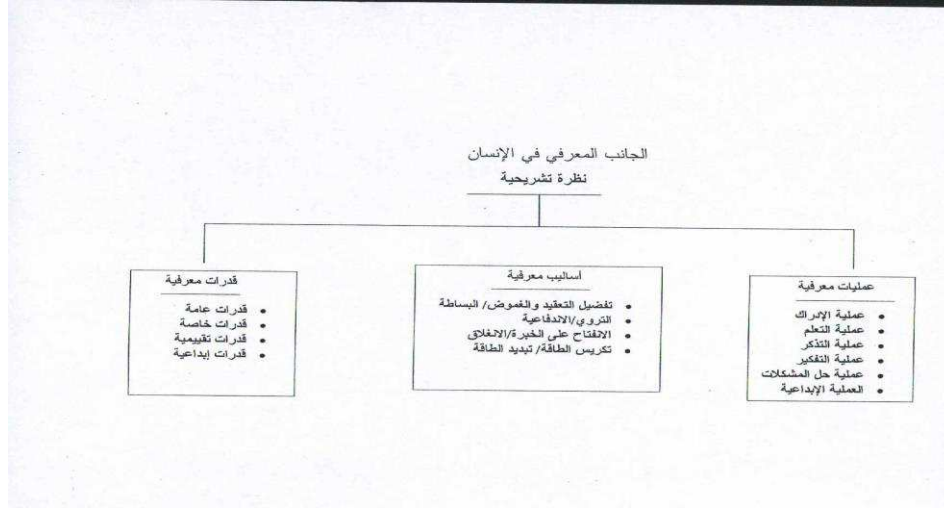 الجانب المعرفي في الإنسان
نظرة تشريحية
عمليات معرفية
• عملية الإدراك
• عملية التعلم
• عملية التذكر
• عملية التفكير
• عملية حل المشكلات
• العملية الإبداعية
أساليب معرفية
• تفضيل التعقيد والغموض/ البساطة
• التروي/الاندفاعية
• الانفتاح على الخبرة/الانغلاق
• تكريس الطاقة/ تبديد الطاقة
قدرات معرفية
• قدرات عامة
• قدرات خاصة
• قدرات تقييمية
• قدرات إبداعية